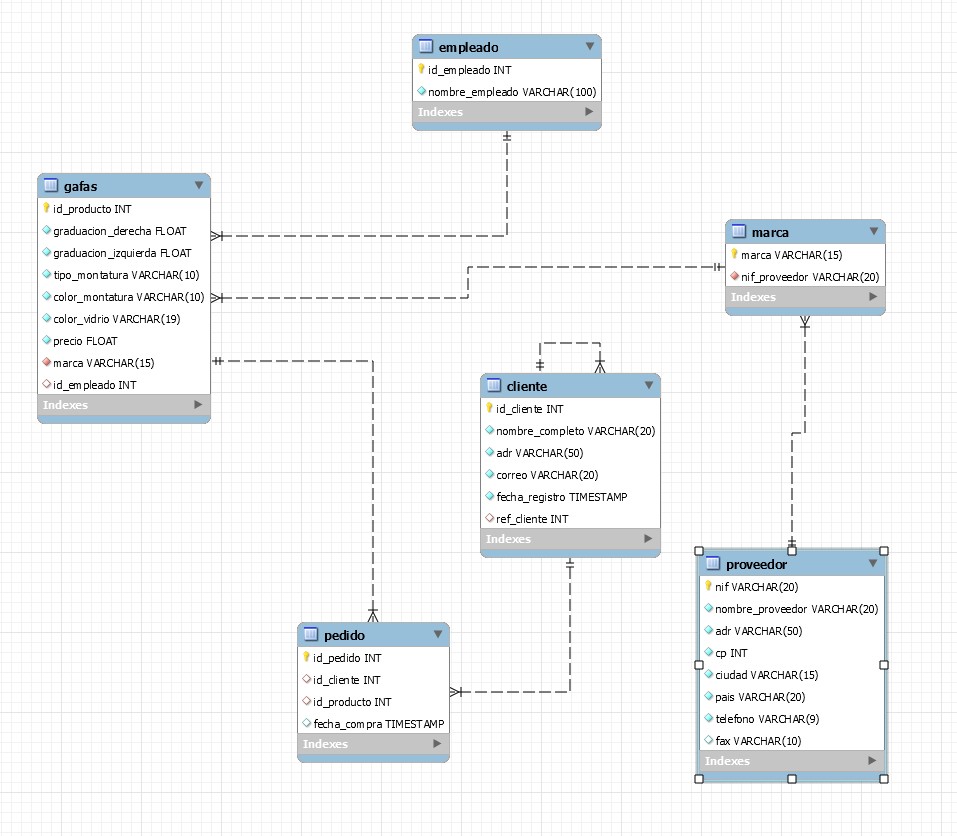 empleado
id_empleado INT
nombre_empleado VARCHAR(100)
Indexes
gafas
id_producto INT
graduacion_derecha FLOAT
graduacion_izquierda FLOAT
tipo_montatura VARCHAR(10)
color_montatura VARCHAR(10)
color_vidrio VARCHAR(19)
precio FLOAT
marca VARCHAR(15)
id_empleado INT
Indexes
marca
marca VARCHAR(15)
nif_proveedor VARCHAR(20)
Indexes
cliente
id_cliente INT
nombre_completo VARCHAR(20)
adr VARCHAR(50)
correo VARCHAR(20)
fecha_registro TIMESTAMP
ref_cliente INT
Indexes
pedido
id_pedido INT
id_cliente INT
id_producto INT
fecha_compra TIMESTAMP
Indexes
proveedor
nif VARCHAR(20)
nombre_proveedor VARCHAR(20)
adr VARCHAR(50)
cp INT
ciudad VARCHAR(15)
pais VARCHAR(20)
telefono VARCHAR(9)
fax VARCHAR(10)
Indexes